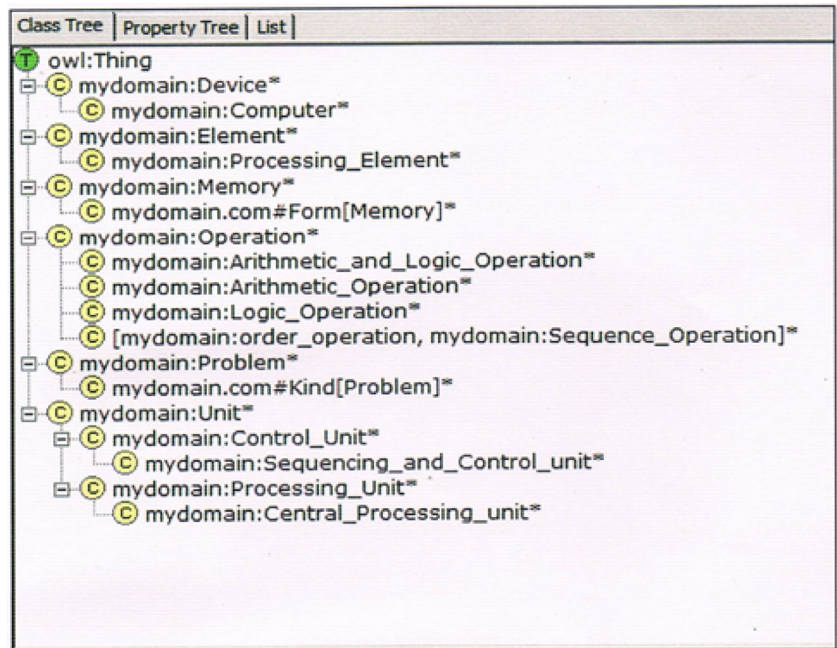 Class Tree Property Tree List
T owl:Thing
C mydomain:Device*
C mydomain:Computer*
C mydomain:Element*
C mydomain:Processing_Element*
C mydomain:Memory*
C mydomain.com#Form[Memory]*
C mydomain:Operation*
C mydomain:Arithmetic_and_Logic_Operation*
C mydomain:Arithmetic_Operation*
C mydomain:Logic_Operation*
C [mydomain:order_operation, mydomain:Sequence_Operation]*
C mydomain:Problem*
C mydomain.com#Kind[Problem]*
C mydomain:Unit*
C mydomain:Control_Unit*
C mydomain:Sequencing_and_Control_unit*
C mydomain:Processing_Unit*
C mydomain:Central_Processing_unit*